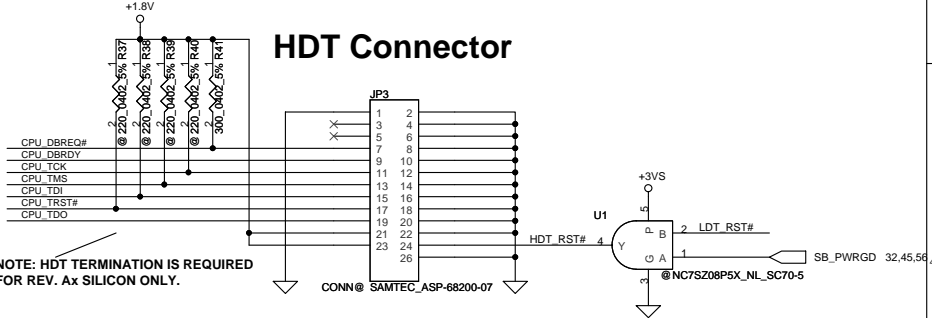 +1.8V
HDT Connector
1 1 1 1 1
@ 220_0402_5% R37
@ 220_0402_5% R38
@ 220_0402_5% R39
@ 220_0402_5% R40
300_0402_5% R41
2 2 2 2 2
JP3
1 2
3 4
5 6
7 8
9 10
11 12
13 14
15 16
17 18
19 20
21 22
23 24
26
CPU_DBREQ#
CPU_DBRDY
CPU_TCK
CPU_TMS
CPU_TDI
CPU_TRST#
CPU_TDO
NOTE: HDT TERMINATION IS REQUIRED
FOR REV. Ax SILICON ONLY.
CONN@ SAMTEC_ASP-68200-07
+3VS
U1
5
P B 2 LDT_RST#
HDT_RST# 4 Y
G A 1 SB_PWRGD 32,45,56
3
@NC7SZ08P5X_NL_SC70-5